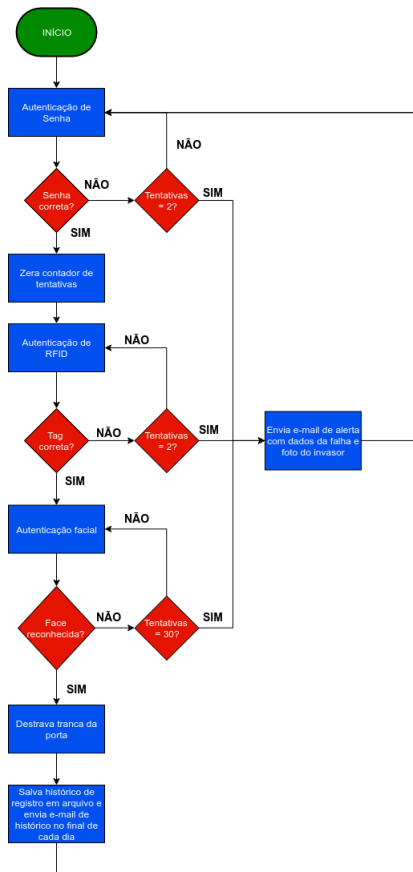 INÍCIO
Autenticação de
Senha
NÃO
Senha
correta?
NÃO
Tentativas
= 2?
SIM
SIM
Zera contador de
tentativas
Autenticação de
RFID
NÃO
Tag
correta?
NÃO
Tentativas
= 2?
SIM
Envia e-mail de alerta
com dados da falha e
foto do invasor
SIM
Autenticação facial
NÃO
Face
reconhecida?
NÃO
Tentativas
= 30?
SIM
SIM
Destrava tranca da
porta
Salva histórico de
registro em arquivo e
envia e-mail de
histórico no final de
cada dia